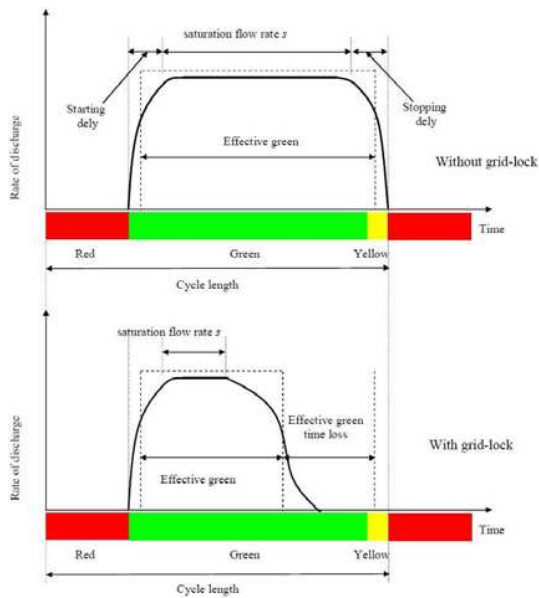 saturation flow rate s
Starting
dely
Stopping
dely
Effective green
Rate of discharge
Without grid-lock
Time
Red
Green
Yellow
Cycle length
saturation flow rate s
Effective green
time loss
Rate of discharge
With grid-lock
Effective green
Time
Red
Green
Yellow
Cycle length